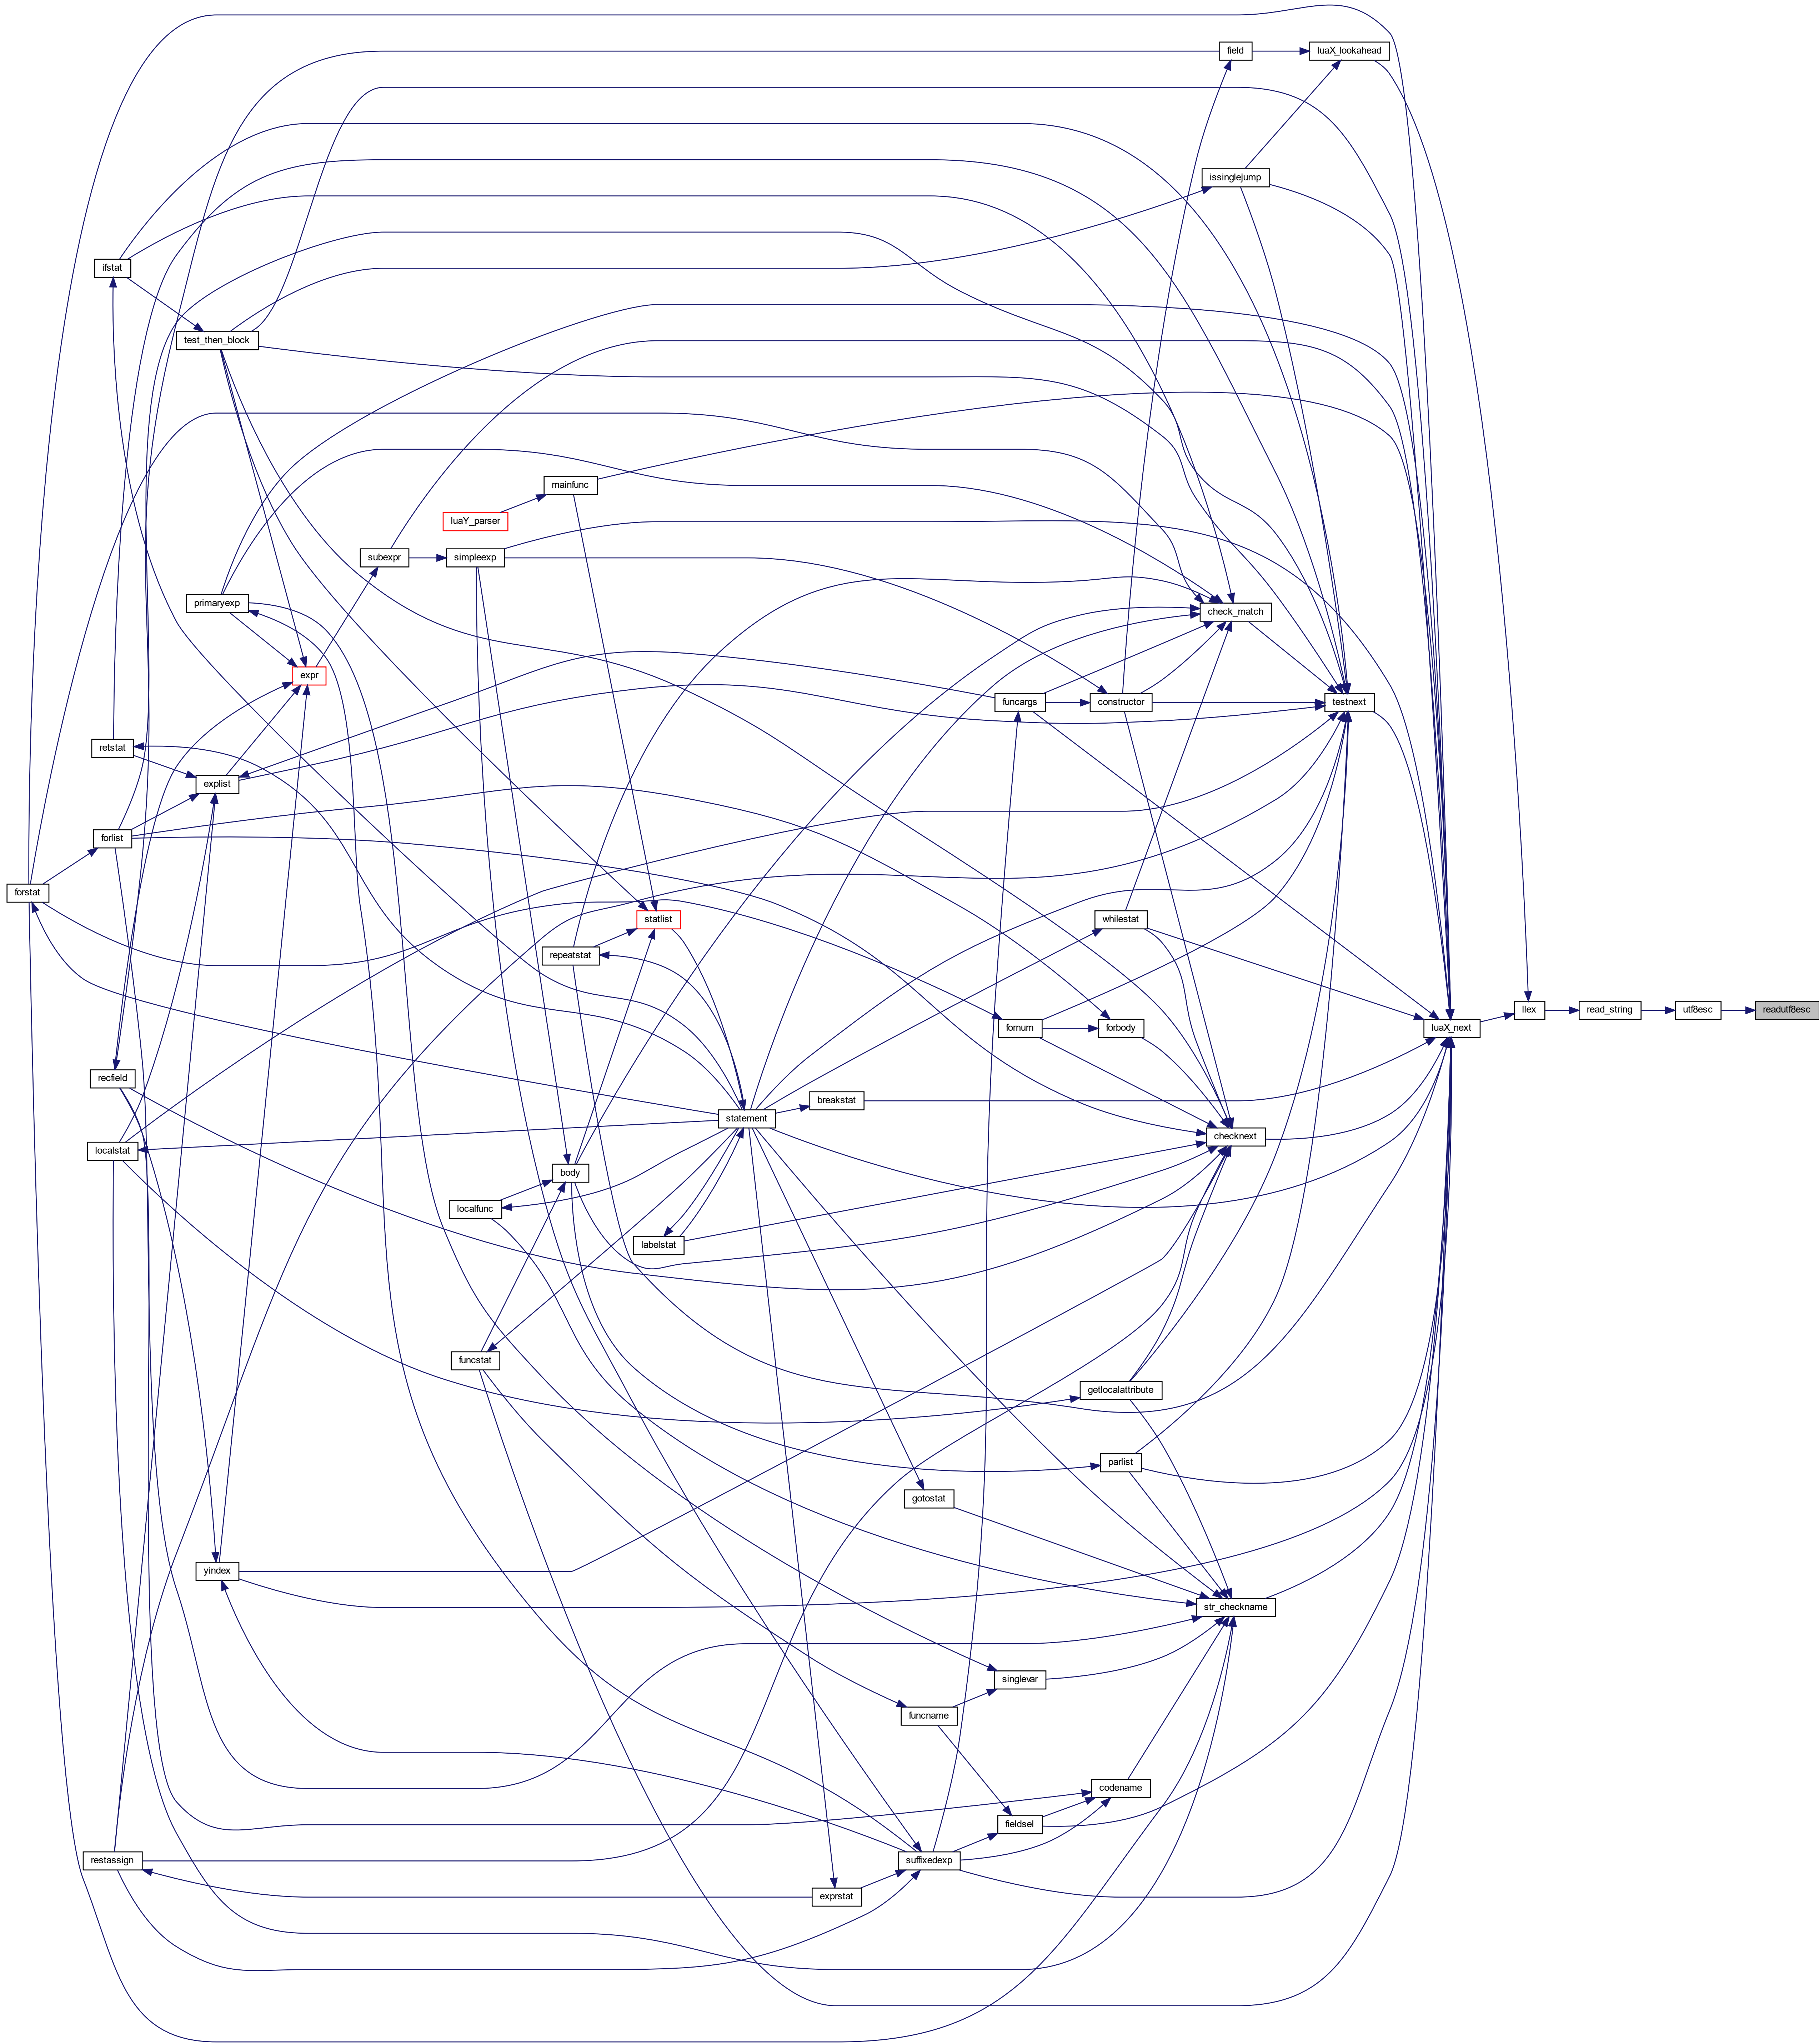 field
luaX_lookahead
issinglejump
ifstat
test_then_block
mainfunc
luaY_parser
subexpr
simpleexp
primaryexp
check_match
expr
funcargs
constructor
testnext
retstat
explist
forlist
forstat
statlist
whilestat
repeatstat
llex
read_string
utf8esc
readutf8esc
fornum
forbody
luaX_next
recfield
breakstat
statement
checknext
localstat
body
localfunc
labelstat
funcstat
getlocalattribute
parlist
gotostat
yindex
str_checkname
singlevar
funcname
codename
fieldsel
restassign
suffixedexp
exprstat